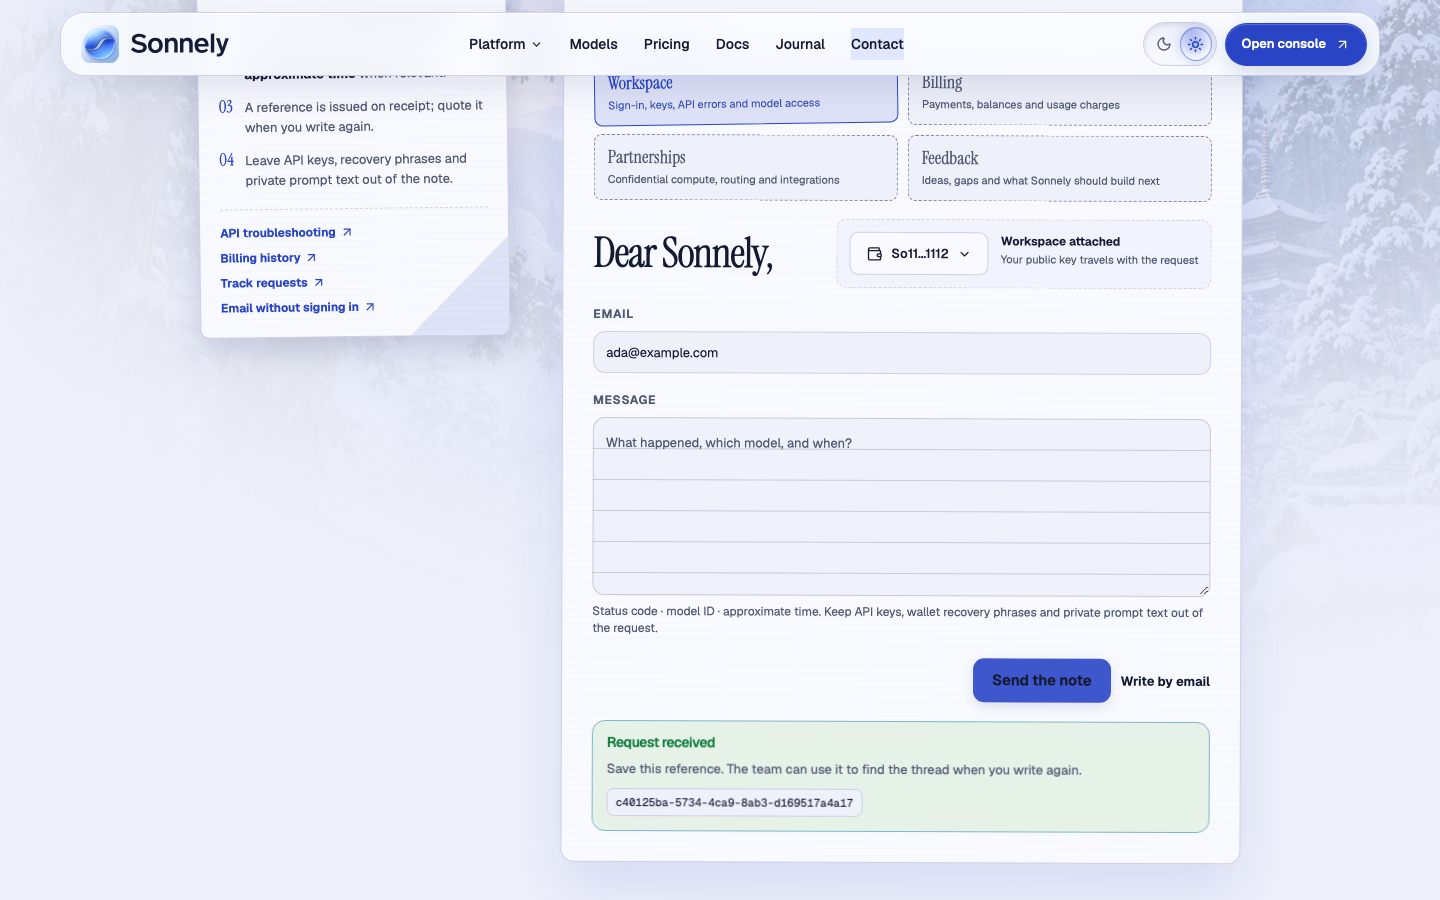 Sonnely
Platform
Models
Pricing
Docs
Journal
Contact
Open console
approximate time when relevant.
03 A reference is issued on receipt; quote it
when you write again.
04 Leave API keys, recovery phrases and
private prompt text out of the note.
API troubleshooting
Billing history
Track requests
Email without signing in
Workspace
Sign-in, keys, API errors and model access
Billing
Payments, balances and usage charges
Partnerships
Confidential compute, routing and integrations
Feedback
Ideas, gaps and what Sonnely should build next
Dear Sonnely,
So11...1112
Workspace attached
Your public key travels with the request
EMAIL
ada@example.com
MESSAGE
What happened, which model, and when?
Status code · model ID · approximate time. Keep API keys, wallet recovery phrases and private prompt text out of
the request.
Send the note
Write by email
Request received
Save this reference. The team can use it to find the thread when you write again.
c40125ba-5734-4ca9-8ab3-d169517a4a17